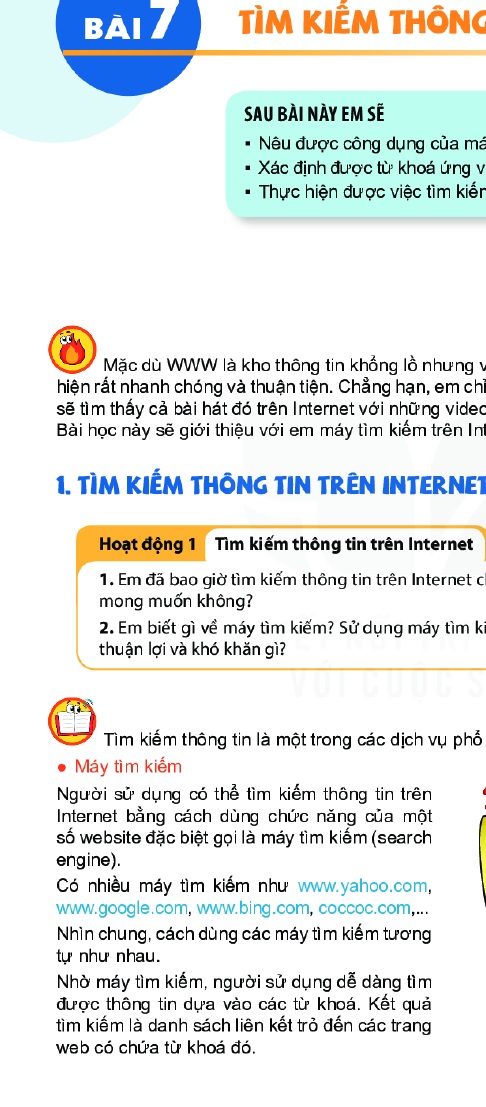 BÀI 7
TÌM KIẾM THÔNG
SAU BÀI NÀY EM SẼ
▪ Nêu được công dụng của má
▪ Xác định được từ khoá ứng v
▪ Thực hiện được việc tìm kiếm
Mặc dù WWW là kho thông tin khổng lồ nhưng v
hiện rất nhanh chóng và thuận tiện. Chẳng hạn, em chỉ
sẽ tìm thấy cả bài hát đó trên Internet với những video
Bài học này sẽ giới thiệu với em máy tìm kiếm trên Int
1. TÌM KIẾM THÔNG TIN TRÊN INTERNET
Hoạt động 1 Tìm kiếm thông tin trên Internet
1. Em đã bao giờ tìm kiếm thông tin trên Internet c
mong muốn không?
2. Em biết gì về máy tìm kiếm? Sử dụng máy tìm ki
thuận lợi và khó khăn gì?
VỚI CUỘC S
Tìm kiếm thông tin là một trong các dịch vụ phổ
● Máy tìm kiếm
Người sử dụng có thể tìm kiếm thông tin trên
Internet bằng cách dùng chức năng của một
số website đặc biệt gọi là máy tìm kiếm (search
engine).
Có nhiều máy tìm kiếm như www.yahoo.com,
www.google.com, www.bing.com, coccoc.com,...
Nhìn chung, cách dùng các máy tìm kiếm tương
tự như nhau.
Nhờ máy tìm kiếm, người sử dụng dễ dàng tìm
được thông tin dựa vào các từ khoá. Kết quả
tìm kiếm là danh sách liên kết trỏ đến các trang
web có chứa từ khoá đó.